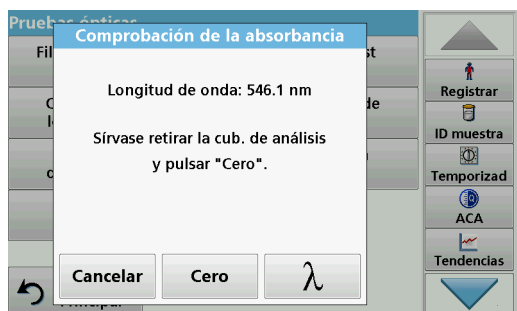 Pruebas ópticas
Comprobación de la absorbancia
Longitud de onda: 546.1 nm
Sírvase retirar la cub. de análisis
y pulsar "Cero".
Cancelar
Cero
λ
Principal
Registrar
ID muestra
Temporizad
ACA
Tendencias